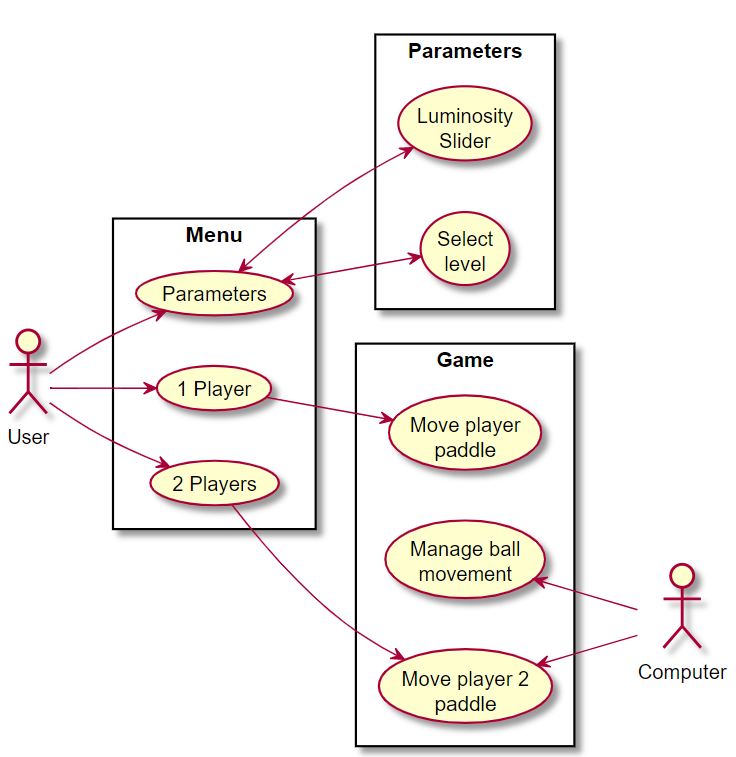 Parameters
Luminosity
Slider
Select
level
Menu
Parameters
1 Player
2 Players
User
Game
Move player
paddle
Manage ball
movement
Move player 2
paddle
Computer